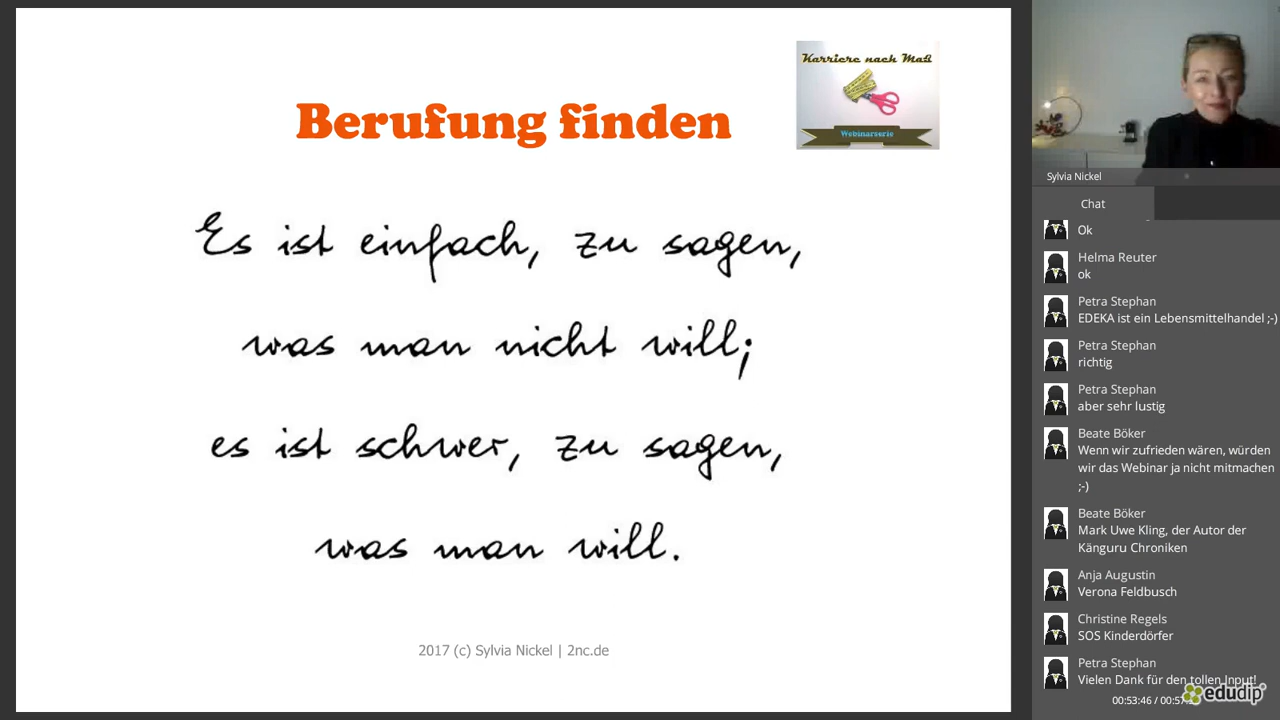 Karriere nach Maß
Webinarserie
Berufung finden
Es ist einfach, zu sagen,
was man nicht will;
es ist schwer, zu sagen,
was man will.
2017 (c) Sylvia Nickel | 2nc.de
Sylvia Nickel
Chat
Ok
Helma Reuter
ok
Petra Stephan
EDEKA ist ein Lebensmittelhandel ;-)
Petra Stephan
richtig
Petra Stephan
aber sehr lustig
Beate Böker
Wenn wir zufrieden wären, würden
wir das Webinar ja nicht mitmachen
;-)
Beate Böker
Mark Uwe Kling, der Autor der
Känguru Chroniken
Anja Augustin
Verona Feldbusch
Christine Regels
SOS Kinderdörfer
Petra Stephan
Vielen Dank für den tollen Input!
00:53:46 /
edudip